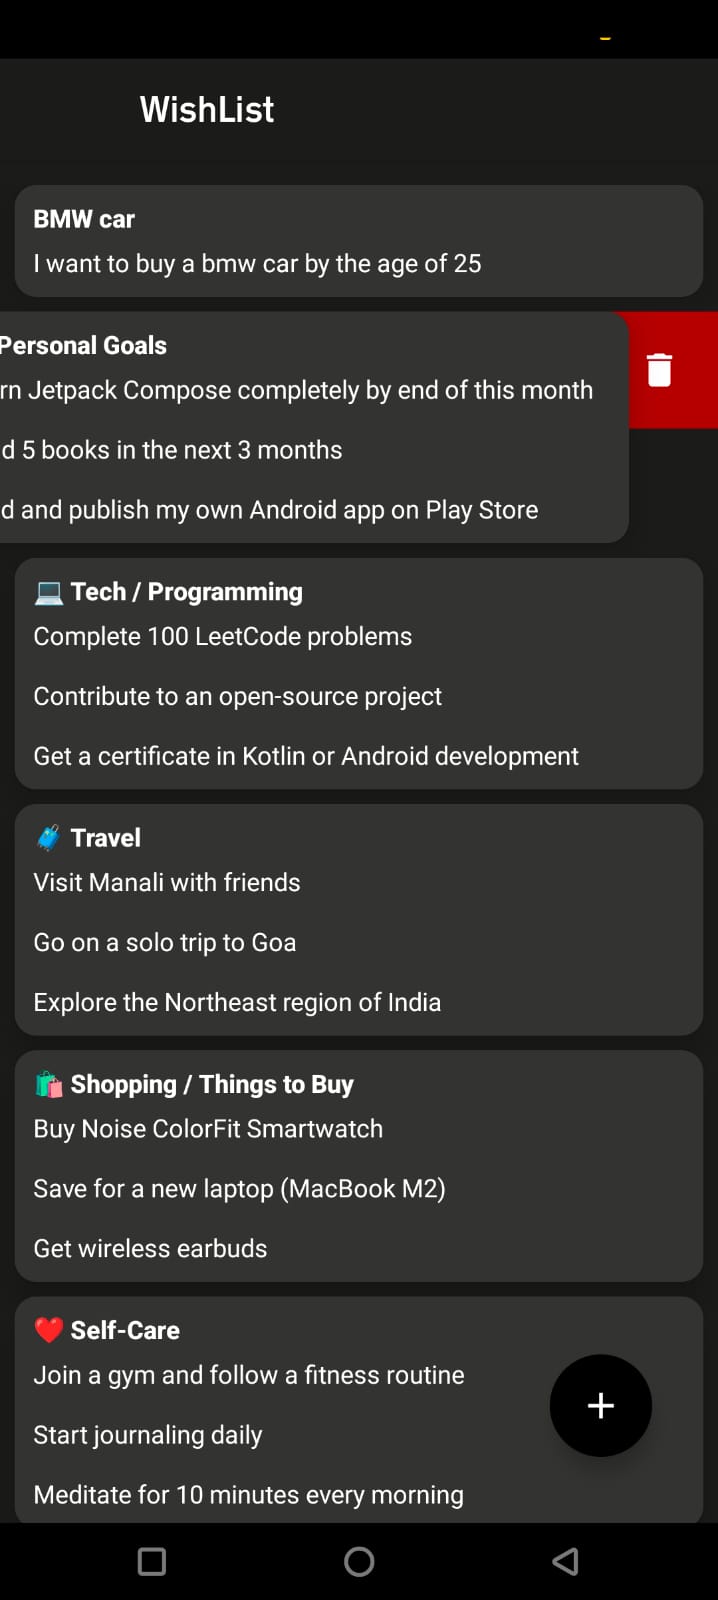 WishList
BMW car
I want to buy a bmw car by the age of 25
Personal Goals
rn Jetpack Compose completely by end of this month
d 5 books in the next 3 months
d and publish my own Android app on Play Store
💻 Tech / Programming
Complete 100 LeetCode problems
Contribute to an open-source project
Get a certificate in Kotlin or Android development
🧳 Travel
Visit Manali with friends
Go on a solo trip to Goa
Explore the Northeast region of India
🛍️ Shopping / Things to Buy
Buy Noise ColorFit Smartwatch
Save for a new laptop (MacBook M2)
Get wireless earbuds
❤️ Self-Care
Join a gym and follow a fitness routine
Start journaling daily
Meditate for 10 minutes every morning